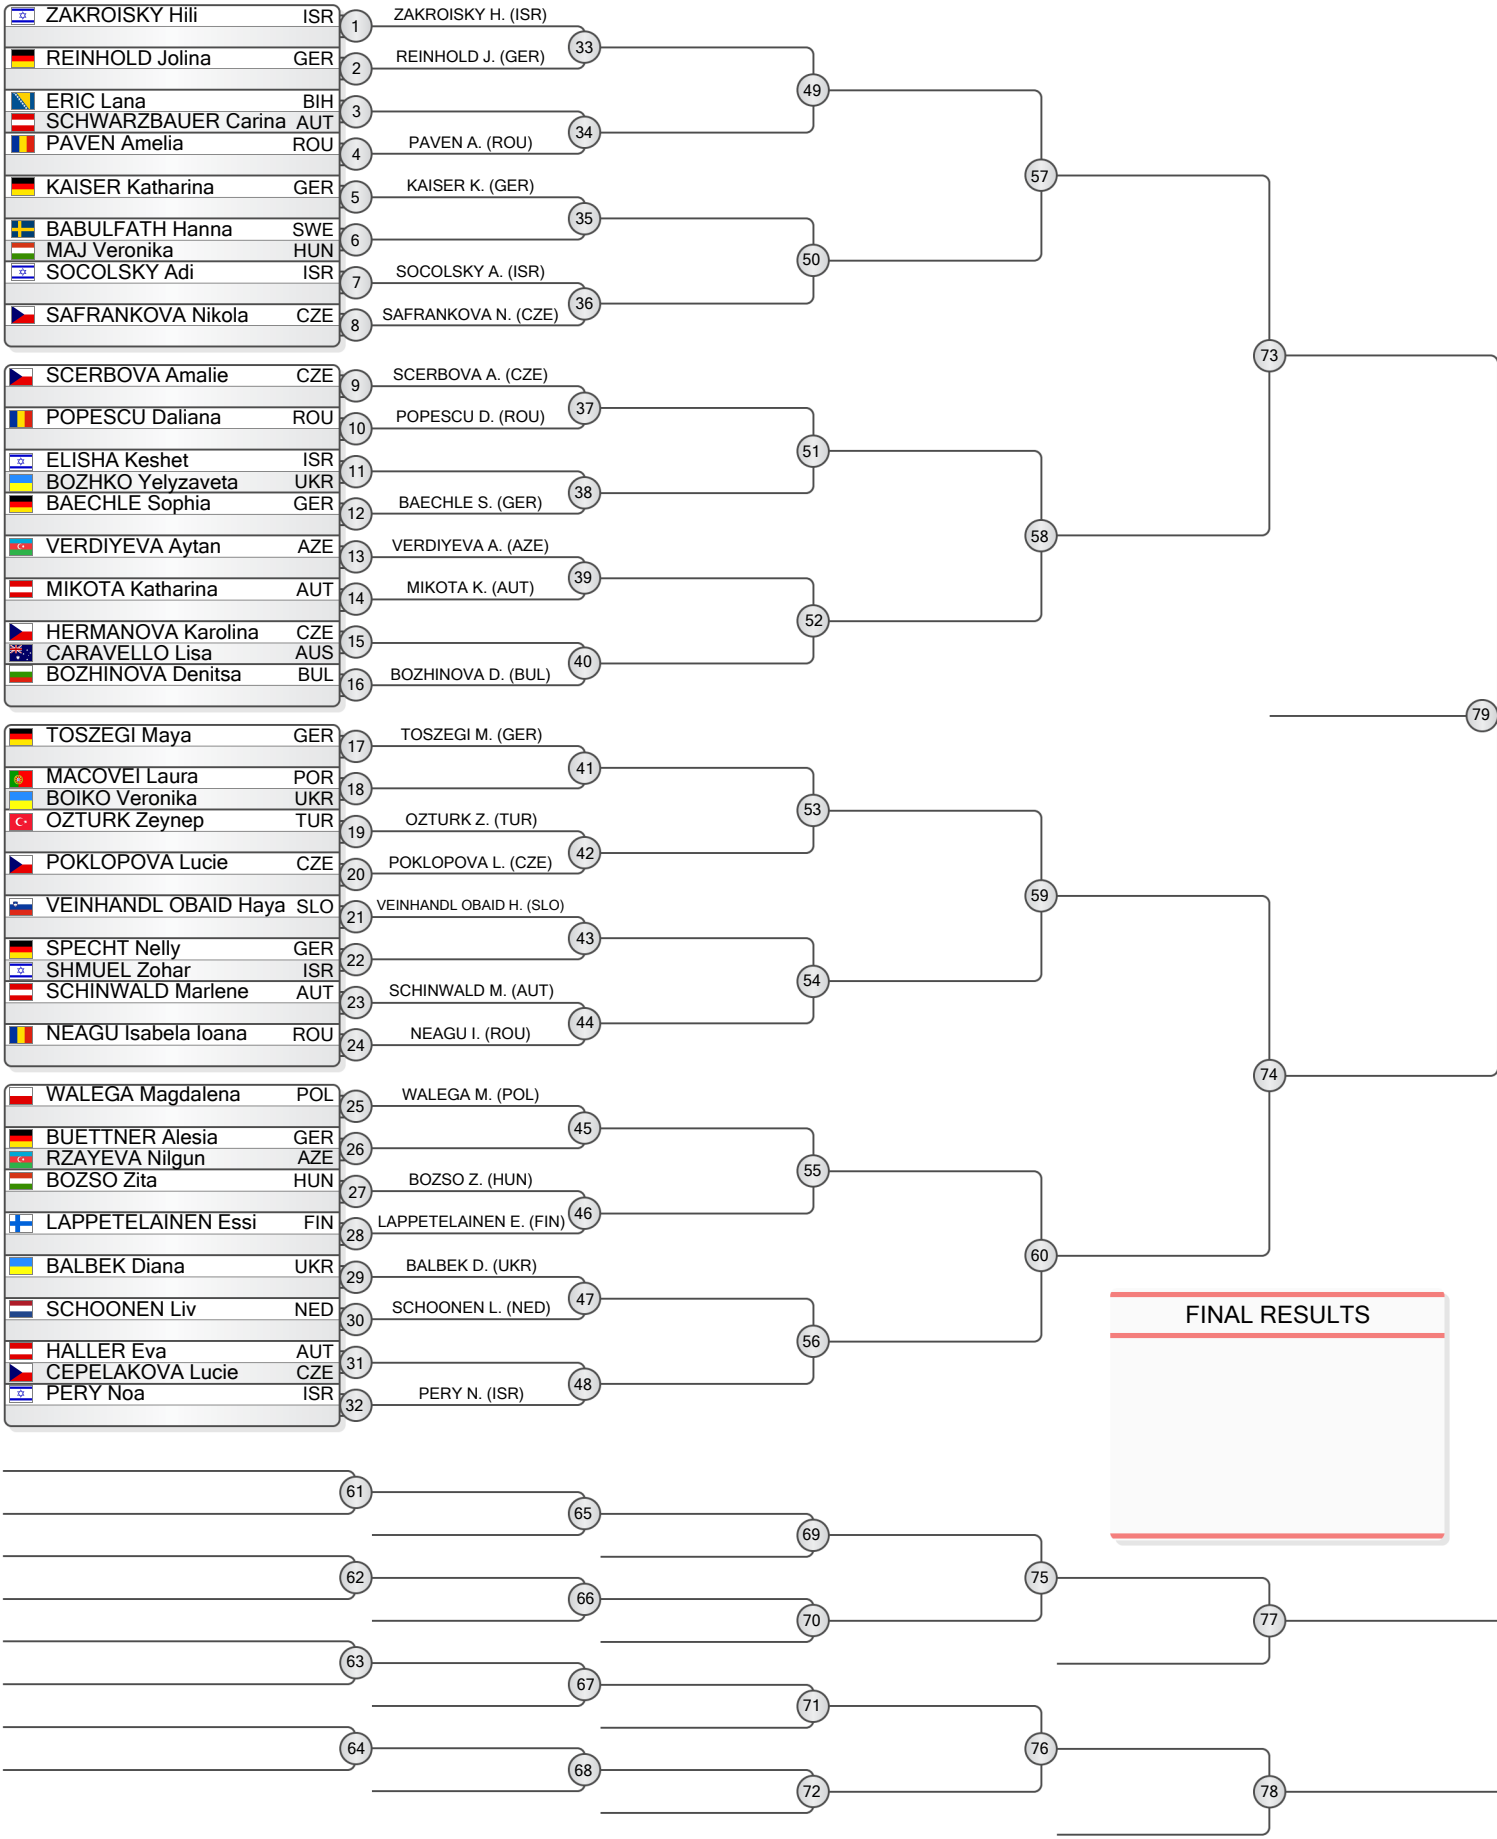 ZAKROISKY Hili ISR 1 ZAKROISKY H. (ISR)
33
REINHOLD Jolina GER 2 REINHOLD J. (GER)
49
ERIC Lana BIH 3
SCHWARZBAUER Carina AUT
34
PAVEN Amelia ROU 4 PAVEN A. (ROU)
57
KAISER Katharina GER 5 KAISER K. (GER)
35
BABULFATH Hanna SWE 6
MAJ Veronika HUN
50
SOCOLSKY Adi ISR 7 SOCOLSKY A. (ISR)
36
SAFRANKOVA Nikola CZE 8 SAFRANKOVA N. (CZE)
73
SCERBOVA Amalie CZE 9 SCERBOVA A. (CZE)
37
POPESCU Daliana ROU 10 POPESCU D. (ROU)
51
ELISHA Keshet ISR 11
BOZHKO Yelyzaveta UKR
38
BAECHLE Sophia GER 12 BAECHLE S. (GER)
58
VERDIYEVA Aytan AZE 13 VERDIYEVA A. (AZE)
39
MIKOTA Katharina AUT 14 MIKOTA K. (AUT)
52
HERMANOVA Karolina CZE 15
CARAVELLO Lisa AUS
40
BOZHINOVA Denitsa BUL 16 BOZHINOVA D. (BUL)
79
TOSZEGI Maya GER 17 TOSZEGI M. (GER)
41
MACOVEI Laura POR 18
BOIKO Veronika UKR
53
OZTURK Zeynep TUR 19 OZTURK Z. (TUR)
42
POKLOPOVA Lucie CZE 20 POKLOPOVA L. (CZE)
59
VEINHANDL OBAID Haya SLO 21 VEINHANDL OBAID H. (SLO)
43
SPECHT Nelly GER 22
SHMUEL Zohar ISR
54
SCHINWALD Marlene AUT 23 SCHINWALD M. (AUT)
44
NEAGU Isabela Ioana ROU 24 NEAGU I. (ROU)
74
WALEGA Magdalena POL 25 WALEGA M. (POL)
45
BUETTNER Alesia GER 26
RZAYEVA Nilgun AZE
55
BOZSO Zita HUN 27 BOZSO Z. (HUN)
46
LAPPETELAINEN Essi FIN 28 LAPPETELAINEN E. (FIN)
60
BALBEK Diana UKR 29 BALBEK D. (UKR)
47
SCHOONEN Liv NED 30 SCHOONEN L. (NED)
FINAL RESULTS
56
HALLER Eva AUT 31
CEPELAKOVA Lucie CZE
48
PERY Noa ISR 32 PERY N. (ISR)
61
65
69
62
75
66
70
77
63
67
71
64
76
68
72
78